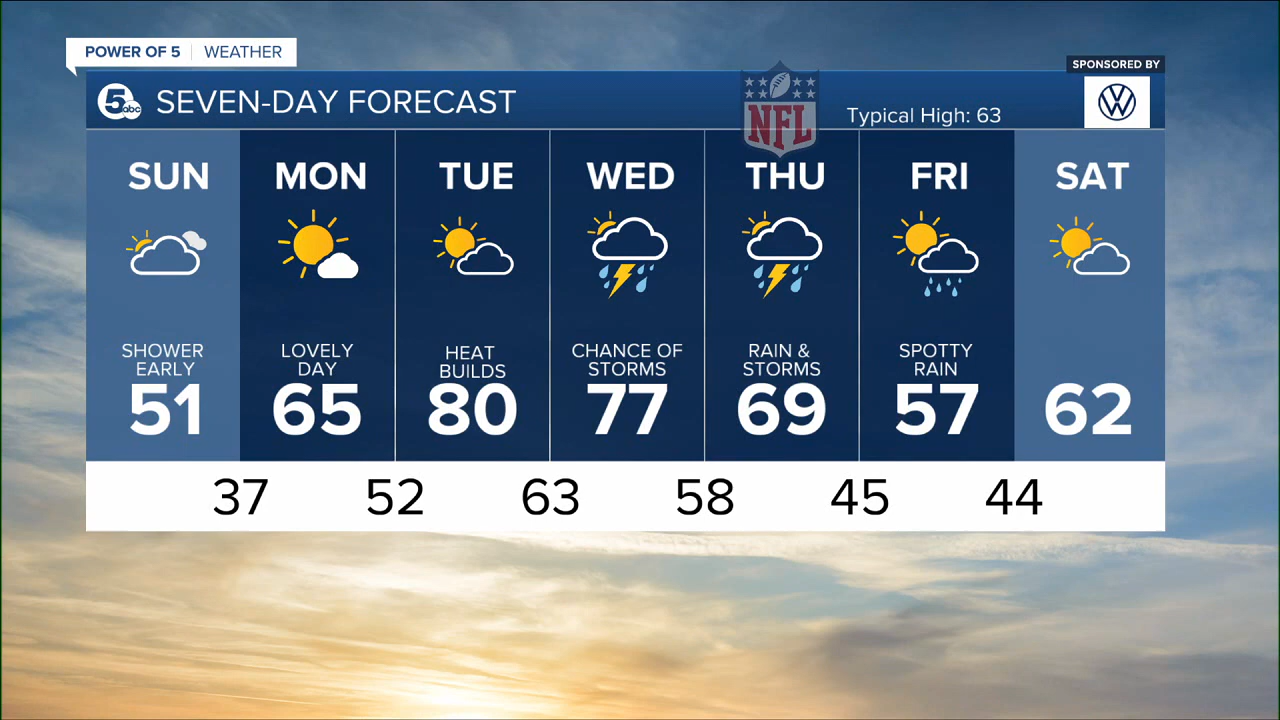 POWER OF 5 WEATHER
SPONSORED BY
5 abc SEVEN-DAY FORECAST
NFL
Typical High: 63
SUN MON TUE WED THU FRI SAT
SHOWER EARLY
LOVELY DAY
HEAT BUILDS
CHANCE OF STORMS
RAIN & STORMS
SPOTTY RAIN
51 65 80 77 69 57 62
37 52 63 58 45 44